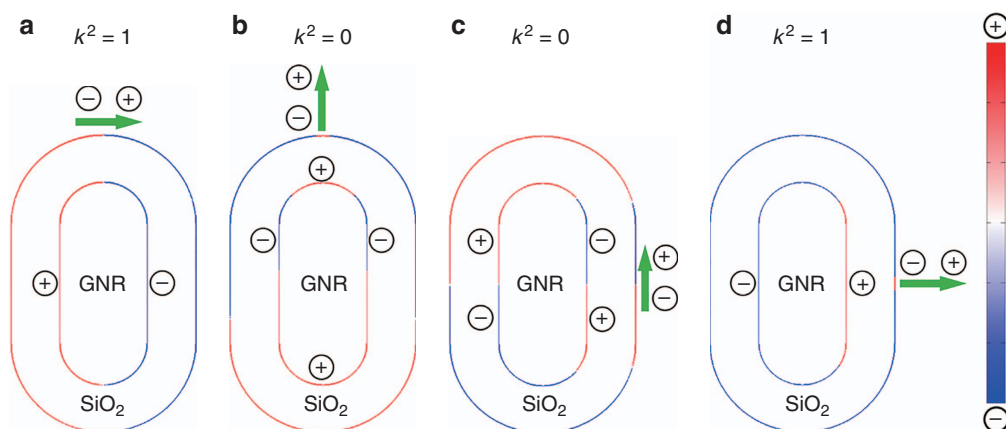 a k² = 1
b k² = 0
c k² = 0
d k² = 1
⊕
⊖ ⊕
⊕
⊖
⊕
⊖ ⊖
⊕ GNR ⊖
GNR
⊕
SiO₂
SiO₂
⊕ ⊖
⊕
⊖
GNR
⊖ ⊕
SiO₂
⊖ GNR ⊕
⊖ ⊕
SiO₂
⊖